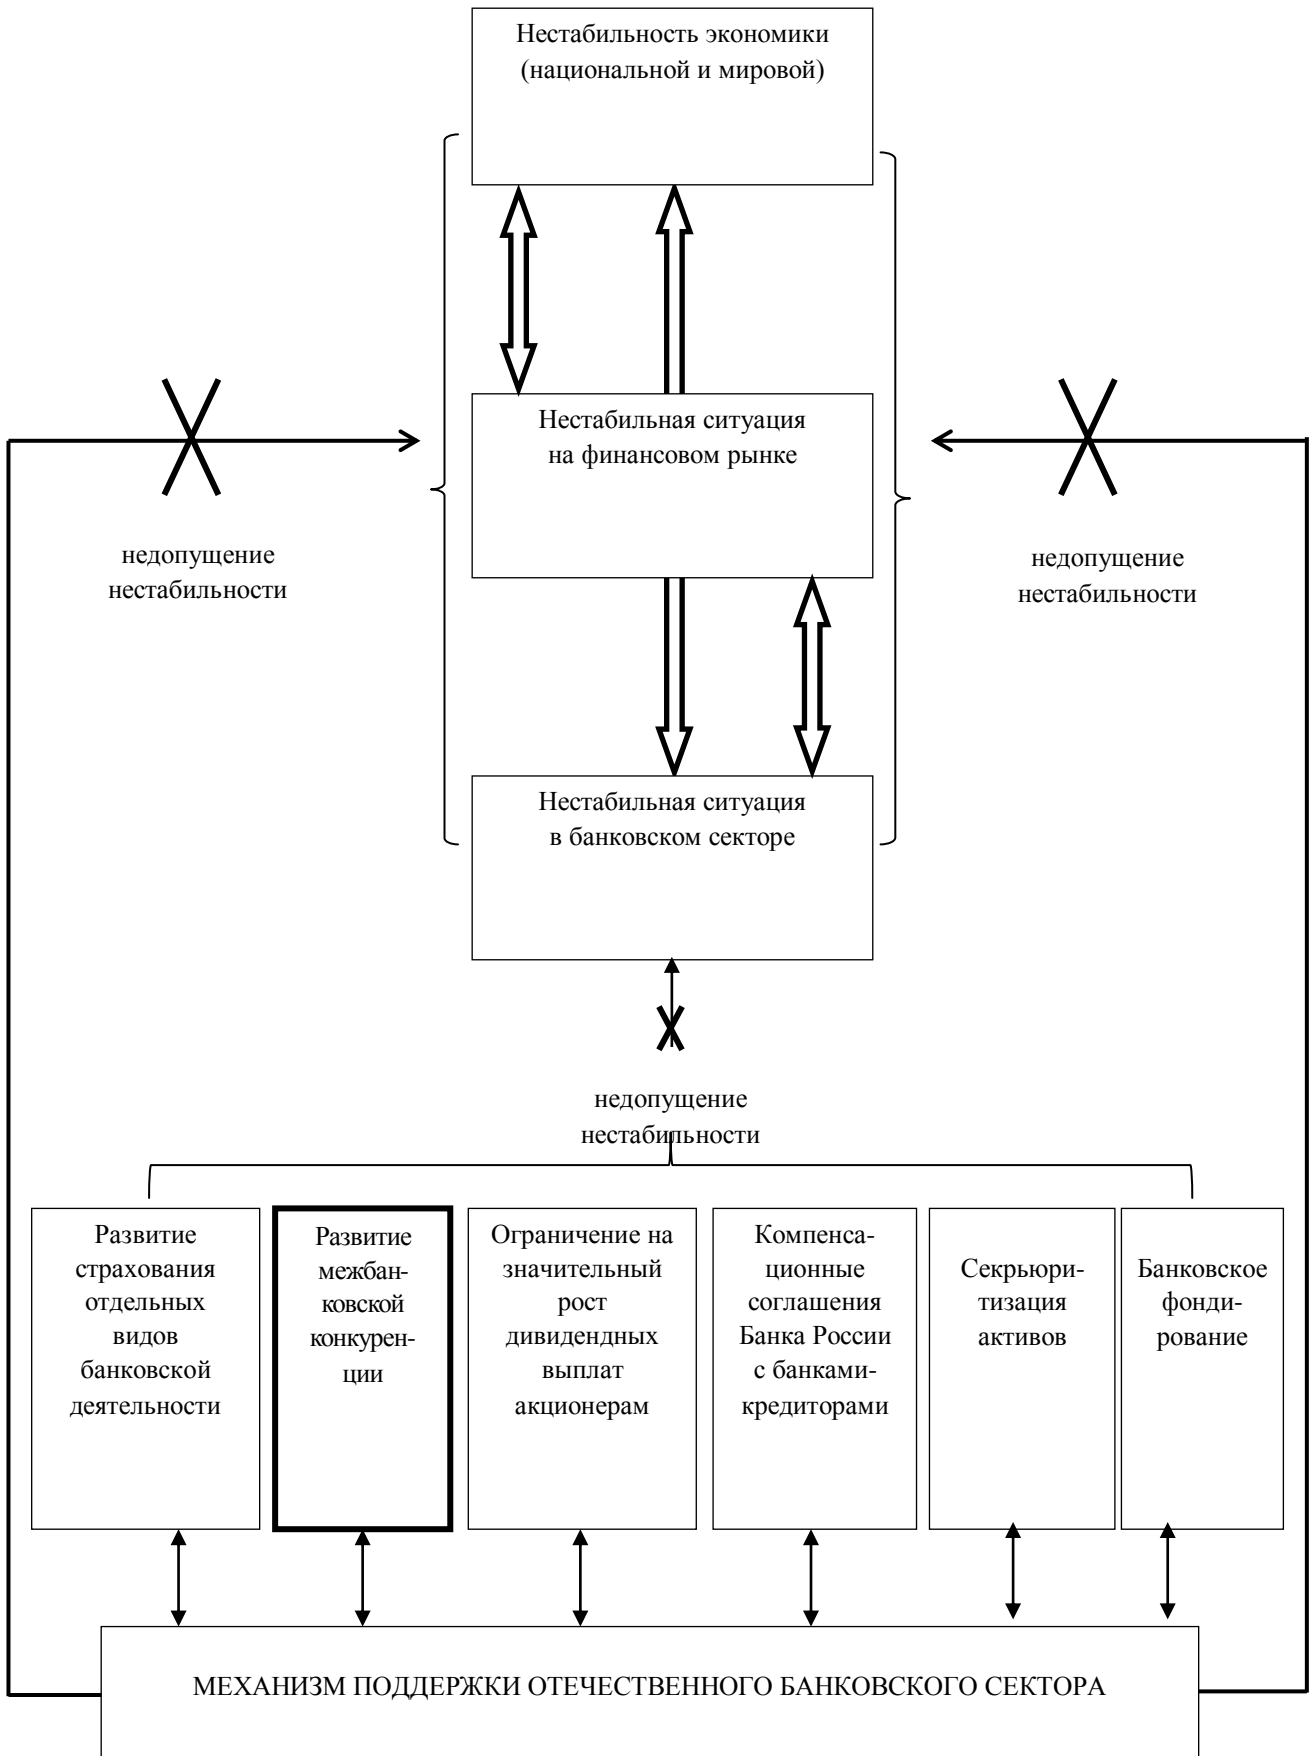 Нестабильность экономики
(национальной и мировой)
Нестабильная ситуация
на финансовом рынке
недопущение
нестабильности
недопущение
нестабильности
Нестабильная ситуация
в банковском секторе
недопущение
нестабильности
Развитие
страхования
отдельных
видов
банковской
деятельности
Развитие
межбан-
ковской
конкурен-
ции
Ограничение на
значительный
рост
дивидендных
выплат
акционерам
Компенса-
ционные
соглашения
Банка России
с банками-
кредиторами
Секрьюри-
тизация
активов
Банковское
фонди-
рование
МЕХАНИЗМ ПОДДЕРЖКИ ОТЕЧЕСТВЕННОГО БАНКОВСКОГО СЕКТОРА